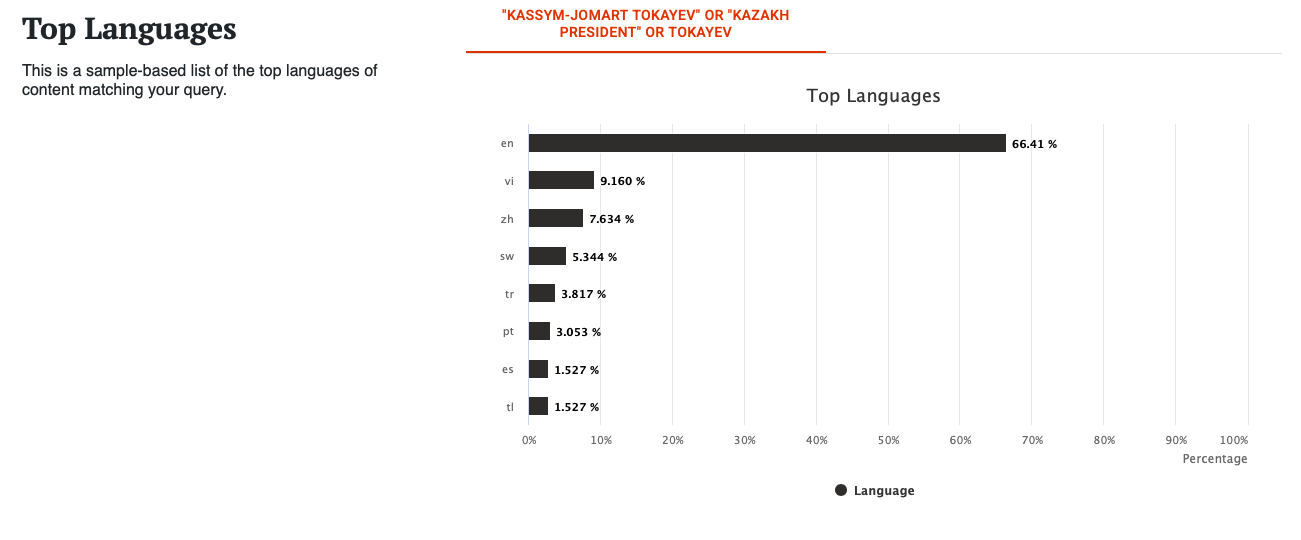 Top Languages
This is a sample-based list of the top languages of
content matching your query.
"KASSYM-JOMART TOKAYEV" OR "KAZAKH
PRESIDENT" OR TOKAYEV
Top Languages
en 66.41 %
vi 9.160 %
zh 7.634 %
sw 5.344 %
tr 3.817 %
pt 3.053 %
es 1.527 %
tl 1.527 %
0% 10% 20% 30% 40% 50% 60% 70% 80% 90% 100%
Percentage
Language